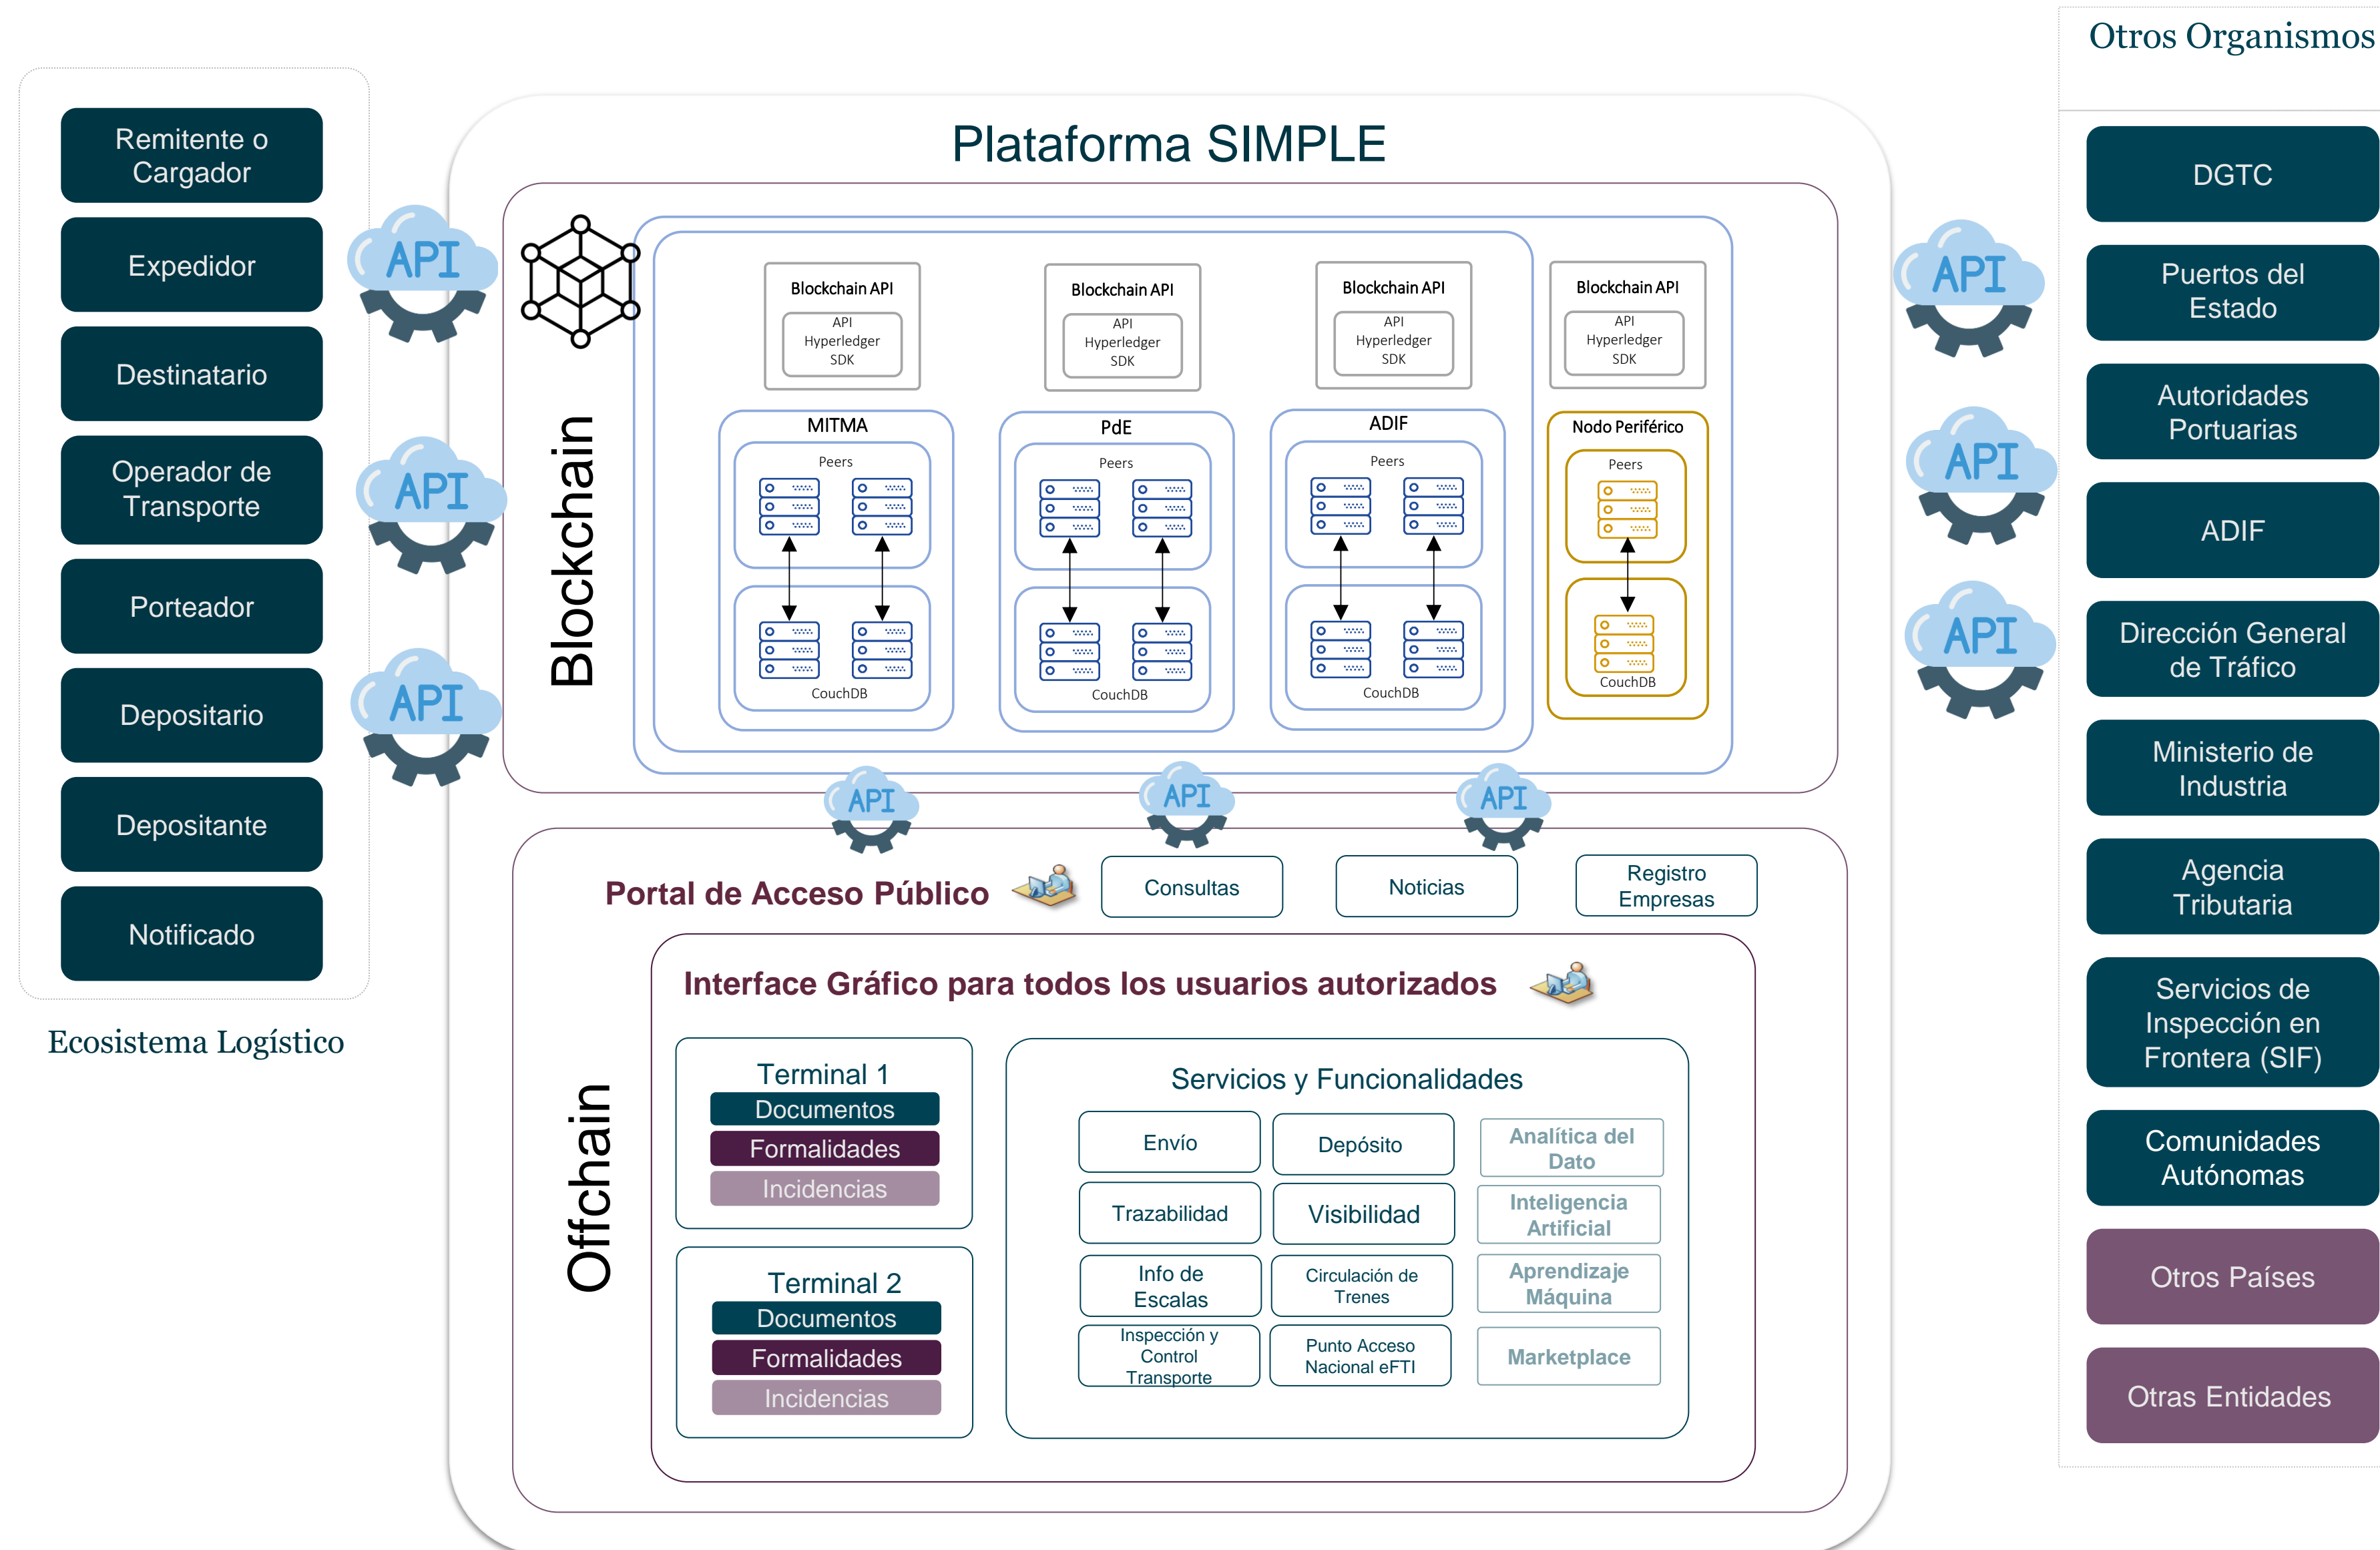 Otros Organismos
Plataforma SIMPLE
Remitente o
Cargador
Expedidor
Destinatario
Operador de
Transporte
Porteador
Depositario
Depositante
Notificado
Ecosistema Logístico
API
API
API
Blockchain
Blockchain API
API
Hyperledger
SDK
Blockchain API
API
Hyperledger
SDK
Blockchain API
API
Hyperledger
SDK
Blockchain API
API
Hyperledger
SDK
MITMA
Peers
CouchDB
PdE
Peers
CouchDB
ADIF
Peers
CouchDB
Nodo Periférico
Peers
CouchDB
API
API
API
Offchain
Portal de Acceso Público
Consultas
Noticias
Registro
Empresas
Interface Gráfico para todos los usuarios autorizados
Terminal 1
Documentos
Formalidades
Incidencias
Terminal 2
Documentos
Formalidades
Incidencias
Servicios y Funcionalidades
Envío
Depósito
Analítica del
Dato
Trazabilidad
Visibilidad
Inteligencia
Artificial
Info de
Escalas
Circulación de
Trenes
Aprendizaje
Máquina
Inspección y
Control
Transporte
Punto Acceso
Nacional eFTI
Marketplace
API
API
API
DGTC
Puertos del
Estado
Autoridades
Portuarias
ADIF
Dirección General
de Tráfico
Ministerio de
Industria
Agencia
Tributaria
Servicios de
Inspección en
Frontera (SIF)
Comunidades
Autónomas
Otros Países
Otras Entidades